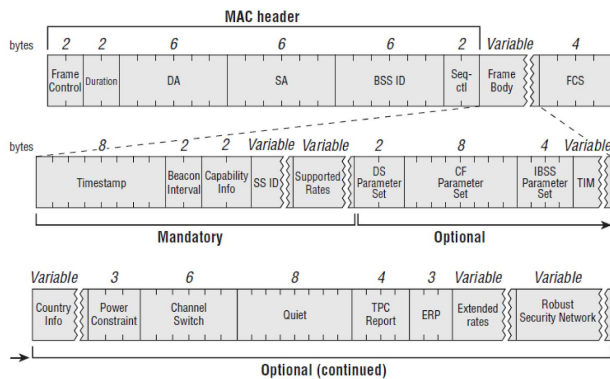 MAC header
bytes 2 2 6 6 6 2 Variable 4
Frame Control Duration DA SA BSS ID Seq-ctl Frame Body FCS
bytes 8 2 2 Variable Variable 2 8 4 Variable
Timestamp Beacon Interval Capability Info SS ID Supported Rates DS Parameter Set CF Parameter Set IBSS Parameter Set TIM
Mandatory Optional
Variable 3 6 8 4 3 Variable Variable
Country Info Power Constraint Channel Switch Quiet TPC Report ERP Extended rates Robust Security Network
Optional (continued)